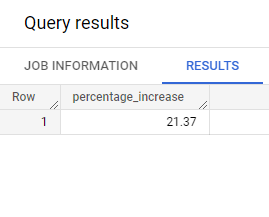 Query results
JOB INFORMATION RESULTS
Row percentage_increase
1 21.37